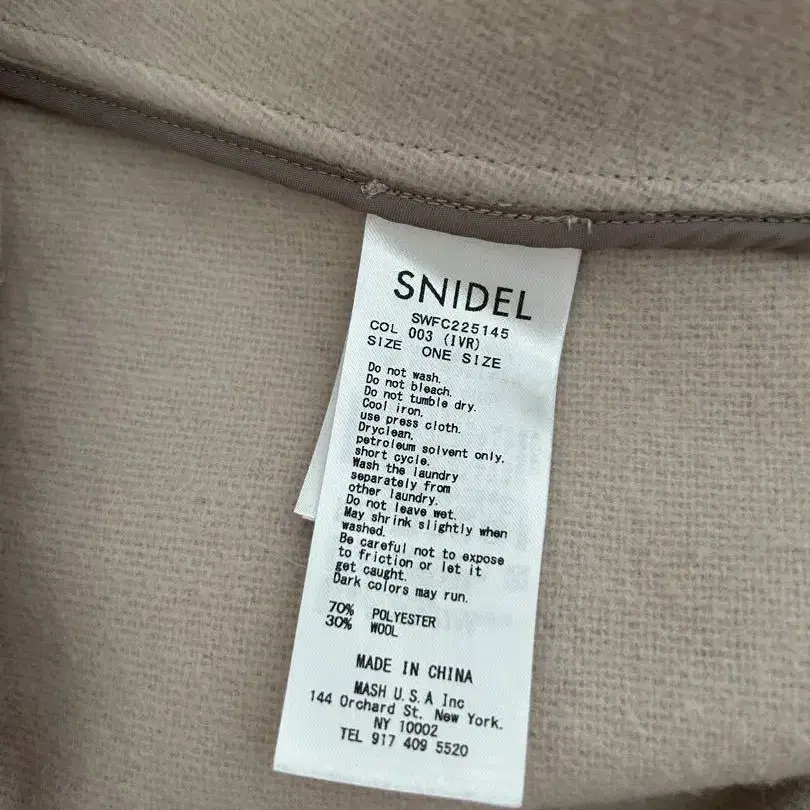 SNIDEL
SWFC225145
COL 003 (IVR)
SIZE ONE SIZE
Do not wash.
Do not bleach.
Do not tumble dry.
Cool iron.
use press cloth.
Dryclean.
petroleum solvent only.
short cycle.
Wash the laundry
separately from
other laundry.
Do not leave wet.
May shrink slightly when
washed.
Be careful not to expose
to friction or let it
get caught.
Dark colors may run.
70% POLYESTER
30% WOOL
MADE IN CHINA
MASH U.S.A Inc
144 Orchard St. New York.
NY 10002
TEL 917 409 5520